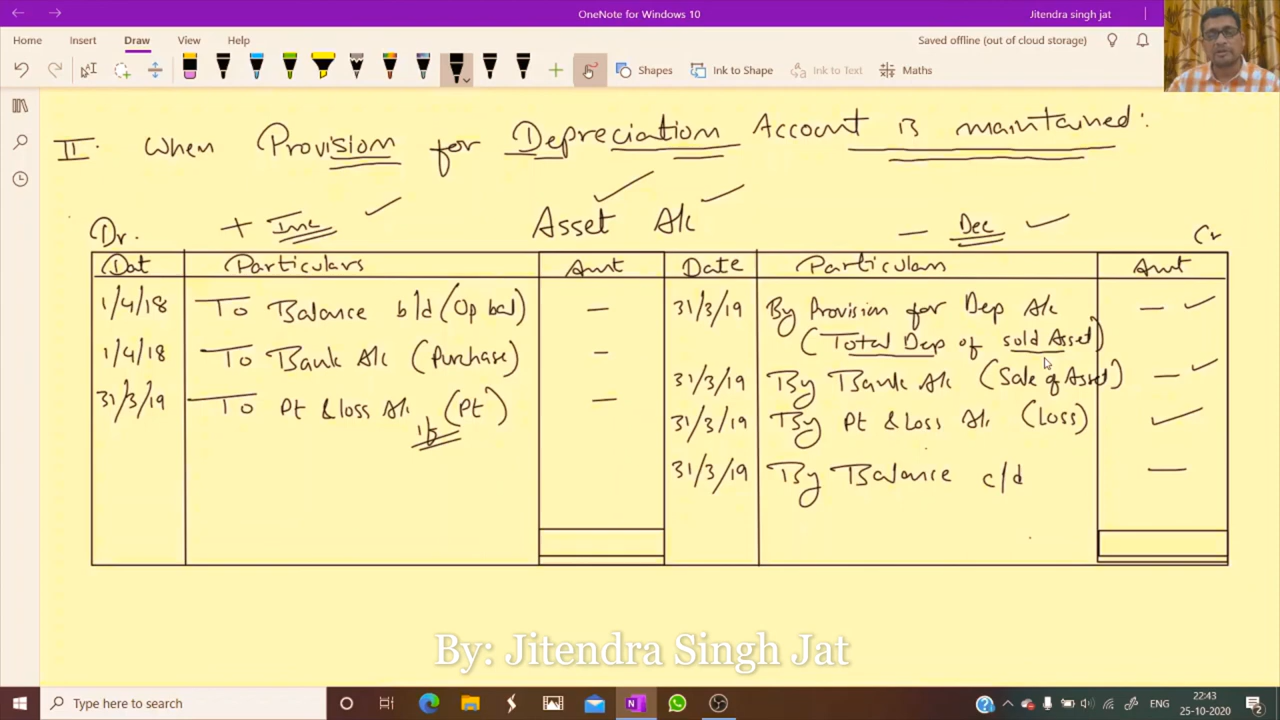 OneNote for Windows 10
Jitendra singh jat
Home Insert Draw View Help
Saved offline (out of cloud storage)
Shapes Ink to Shape Ink to Text Maths
II. When Provision for Depreciation Account is maintained:
+ Inc Asset A/c - Dec
Dr. Cr
Dat Particulars Amt Date Particulars Amt
1/4/18 To Balance b/d (Op bal) - 31/3/19 By Provision for Dep A/c -
(Total Dep of sold Asset)
1/4/18 To Bank A/c (Purchase) - 31/3/19 By Bank A/c (Sale of Asset) -
31/3/19 To Pt & loss A/c (Pt) - 31/3/19 By Pt & Loss A/c (Loss)
31/3/19 By Balance c/d -
By: Jitendra Singh Jat
Type here to search
ENG
22:43
25-10-2020
2